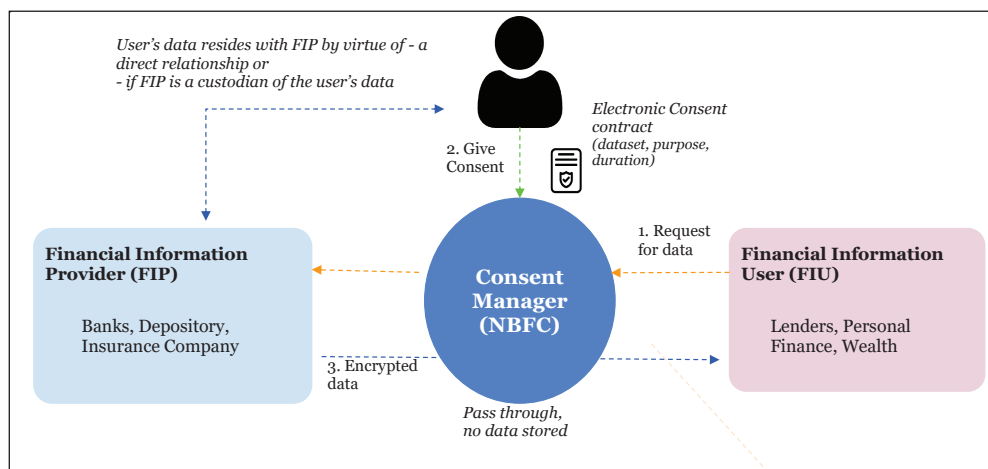 User's data resides with FIP by virtue of - a
direct relationship or
- if FIP is a custodian of the user's data
Electronic Consent
contract
(dataset, purpose,
duration)
2. Give
Consent
1. Request
for data
Financial Information
Provider (FIP)
Banks, Depository,
Insurance Company
Consent
Manager
(NBFC)
Financial Information
User (FIU)
Lenders, Personal
Finance, Wealth
3. Encrypted
data
Pass through,
no data stored